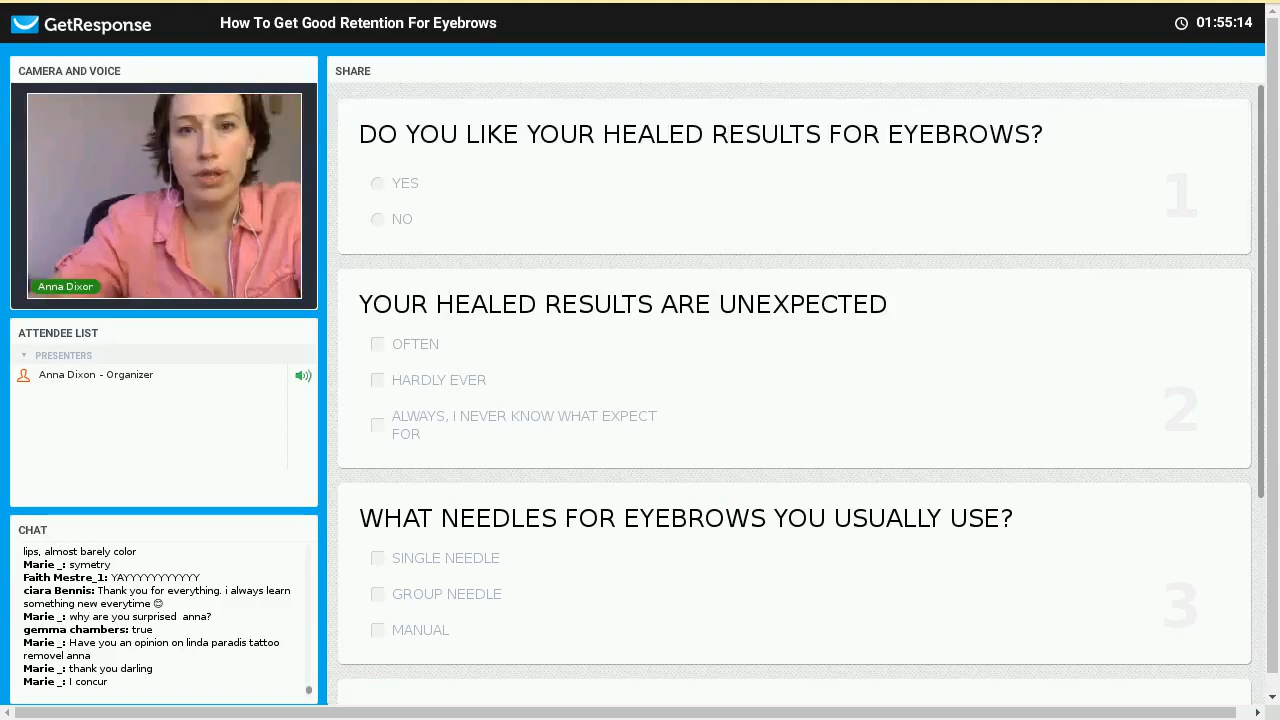 GetResponse
How To Get Good Retention For Eyebrows
01:55:14
CAMERA AND VOICE
Anna Dixon
ATTENDEE LIST
PRESENTERS
Anna Dixon - Organizer
CHAT
lips, almost barely color
Marie _: symetry
Faith Mestre_1: YAYYYYYYYYYYY
ciara Bennis: Thank you for everything. i always learn
something new everytime 😊
Marie _: why are you surprised anna?
gemma chambers: true
Marie _: Have you an opinion on linda paradis tattoo
removel anna
Marie _: thank you darling
Marie _: I concur
SHARE
DO YOU LIKE YOUR HEALED RESULTS FOR EYEBROWS?
YES
NO
1
YOUR HEALED RESULTS ARE UNEXPECTED
OFTEN
HARDLY EVER
ALWAYS, I NEVER KNOW WHAT EXPECT
FOR
2
WHAT NEEDLES FOR EYEBROWS YOU USUALLY USE?
SINGLE NEEDLE
GROUP NEEDLE
MANUAL
3